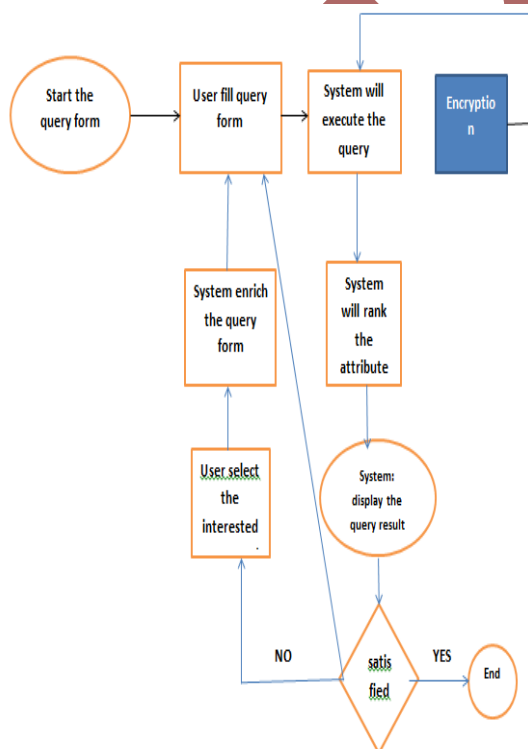 Start the
query form
User fill query
form
System will
execute the
query
Encryptio
n
System enrich
the query
form
System
will rank
the
attribute
User select
the
interested
.
System:
display the
query result
NO
satis
fied
YES
End